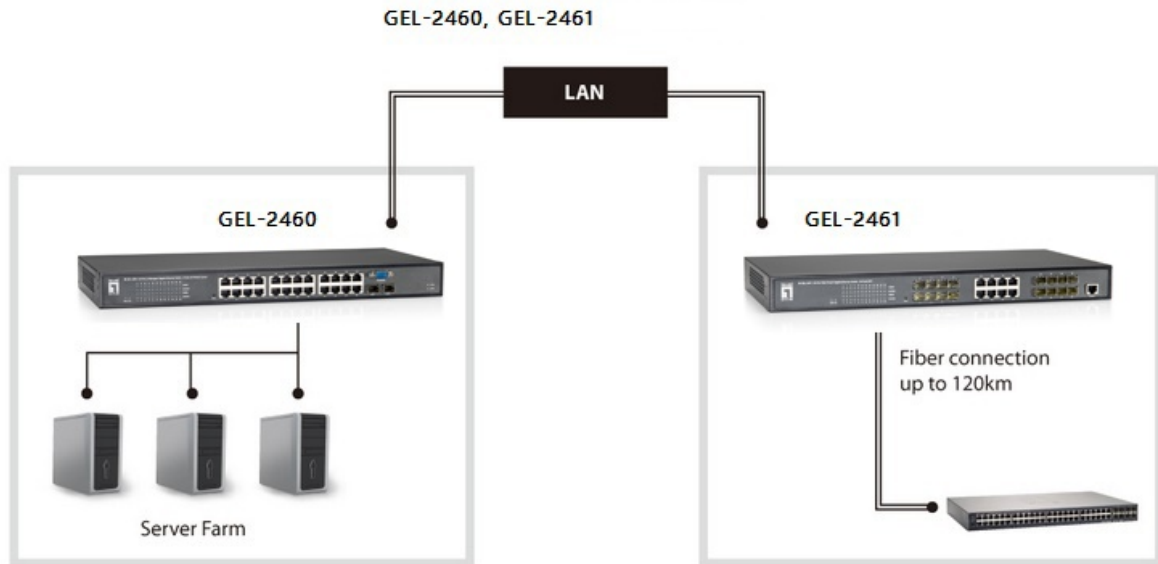 GEL-2460, GEL-2461
LAN
GEL-2460
GEL-2461
Fiber connection
up to 120km
Server Farm